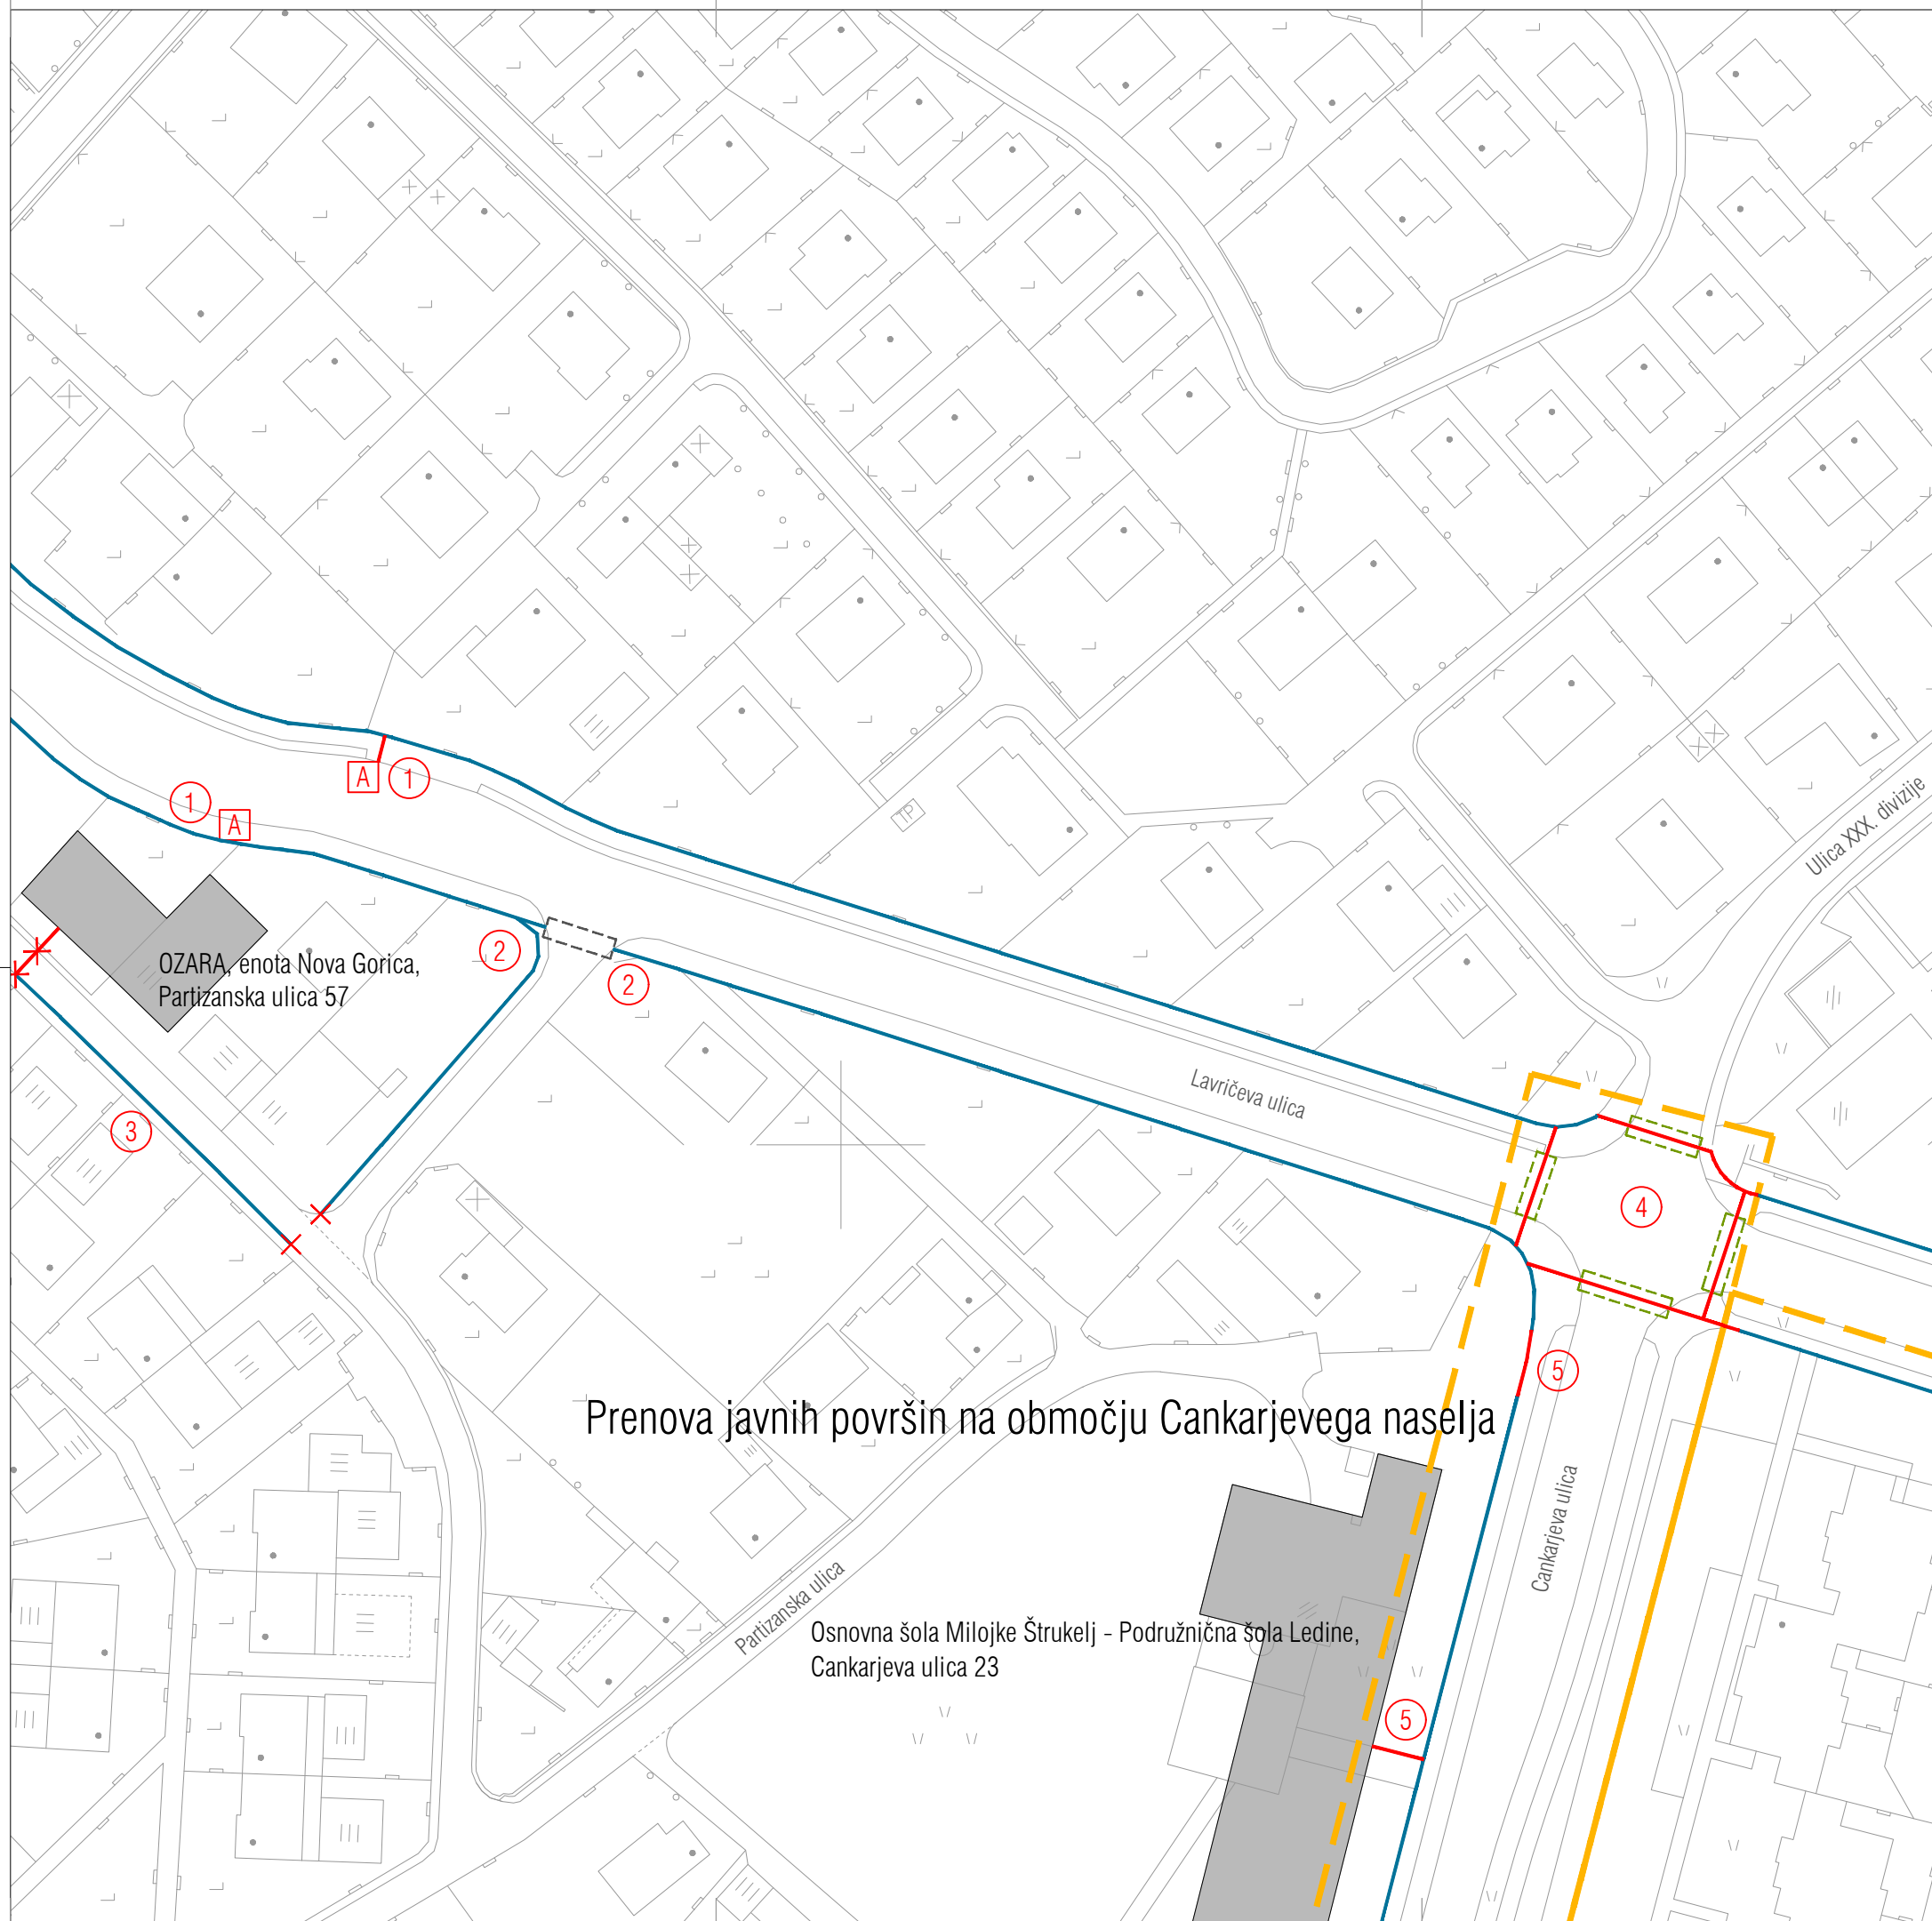 A
1
1
A
TP
Ulica XXX. divizije
2
OZARA, enota Nova Gorica,
Partizanska ulica 57
2
Lavričeva ulica
3
4
5
Prenova javnih površin na območju Cankarjevega naselja
Cankarjeva ulica
Partizanska ulica
Osnovna šola Milojke Štrukelj - Podružnična šola Ledine,
Cankarjeva ulica 23
5